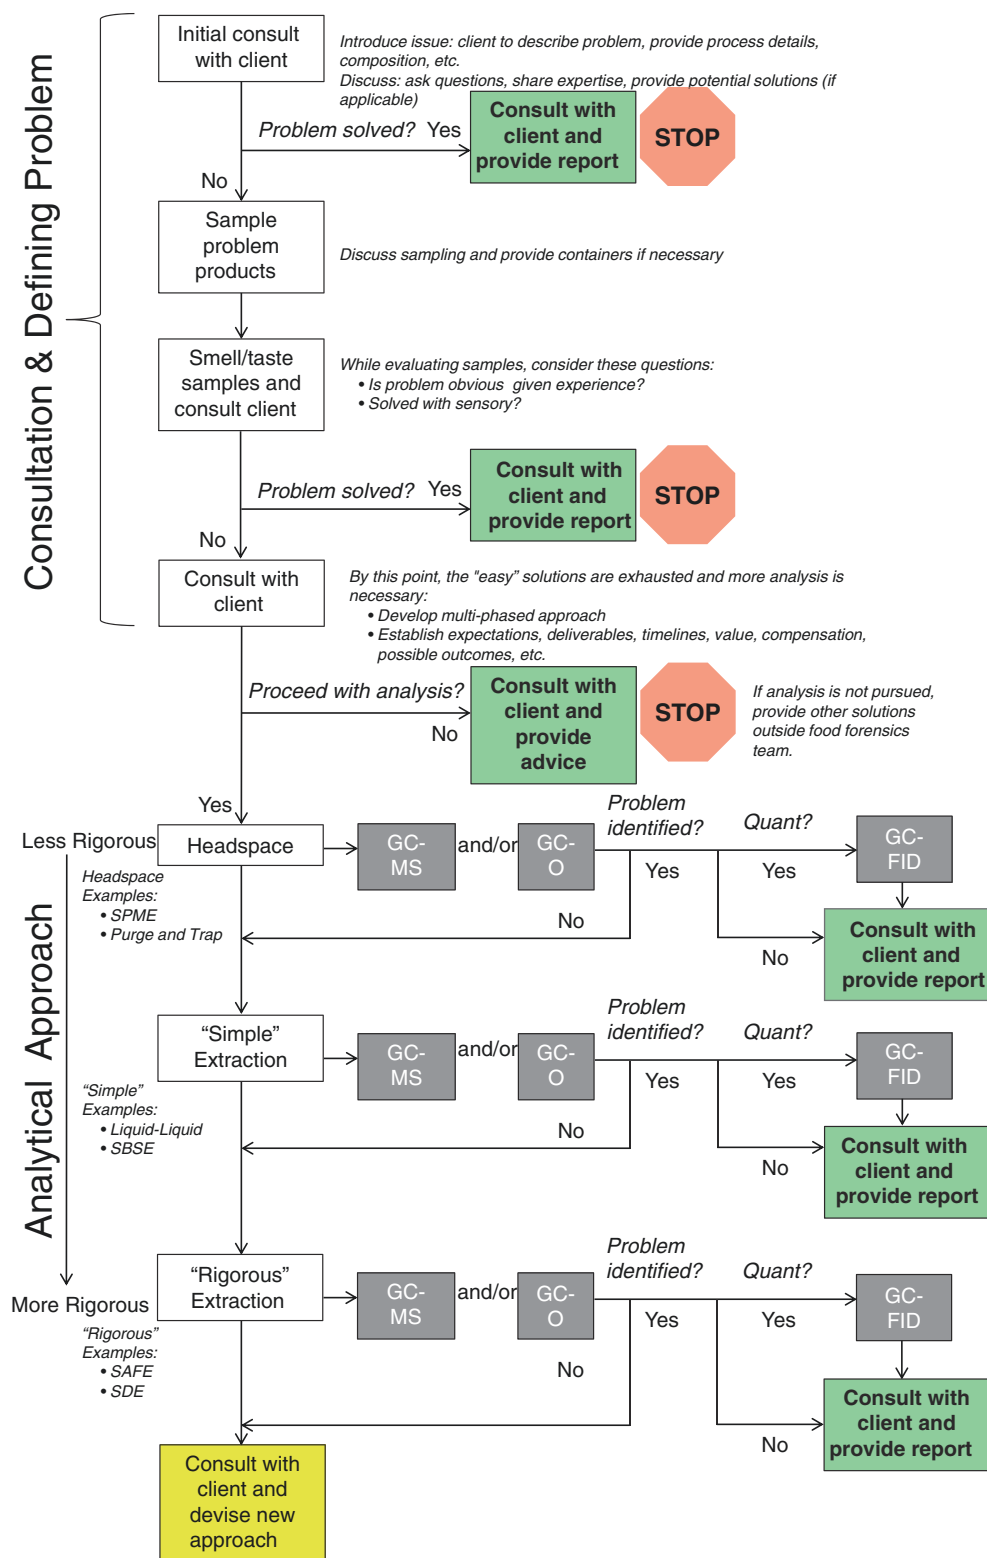 Consultation & Defining Problem
Initial consult
with client
Introduce issue: client to describe problem, provide process details,
composition, etc.
Discuss: ask questions, share expertise, provide potential solutions (if
applicable)
Problem solved? Yes
Consult with
client and
provide report
STOP
No
Sample
problem
products
Discuss sampling and provide containers if necessary
Smell/taste
samples and
consult client
While evaluating samples, consider these questions:
• Is problem obvious given experience?
• Solved with sensory?
Problem solved? Yes
Consult with
client and
provide report
STOP
No
Consult with
client
By this point, the "easy" solutions are exhausted and more analysis is
necessary:
• Develop multi-phased approach
• Establish expectations, deliverables, timelines, value, compensation,
possible outcomes, etc.
Proceed with analysis?
No
Consult with
client and
provide
advice
STOP
If analysis is not pursued,
provide other solutions
outside food forensics
team.
Yes
Analytical Approach
Less Rigorous
Headspace
GC-
MS
and/or
GC-
O
Problem
identified?
Yes
Quant?
Yes
GC-
FID
Headspace
Examples:
• SPME
• Purge and Trap
No
No
Consult with
client and
provide report
“Simple”
Extraction
GC-
MS
and/or
GC-
O
Problem
identified?
Yes
Quant?
Yes
GC-
FID
“Simple”
Examples:
• Liquid-Liquid
• SBSE
No
No
Consult with
client and
provide report
More Rigorous
“Rigorous”
Extraction
GC-
MS
and/or
GC-
O
Problem
identified?
Yes
Quant?
Yes
GC-
FID
“Rigorous”
Examples:
• SAFE
• SDE
No
No
Consult with
client and
provide report
Consult with
client and
devise new
approach